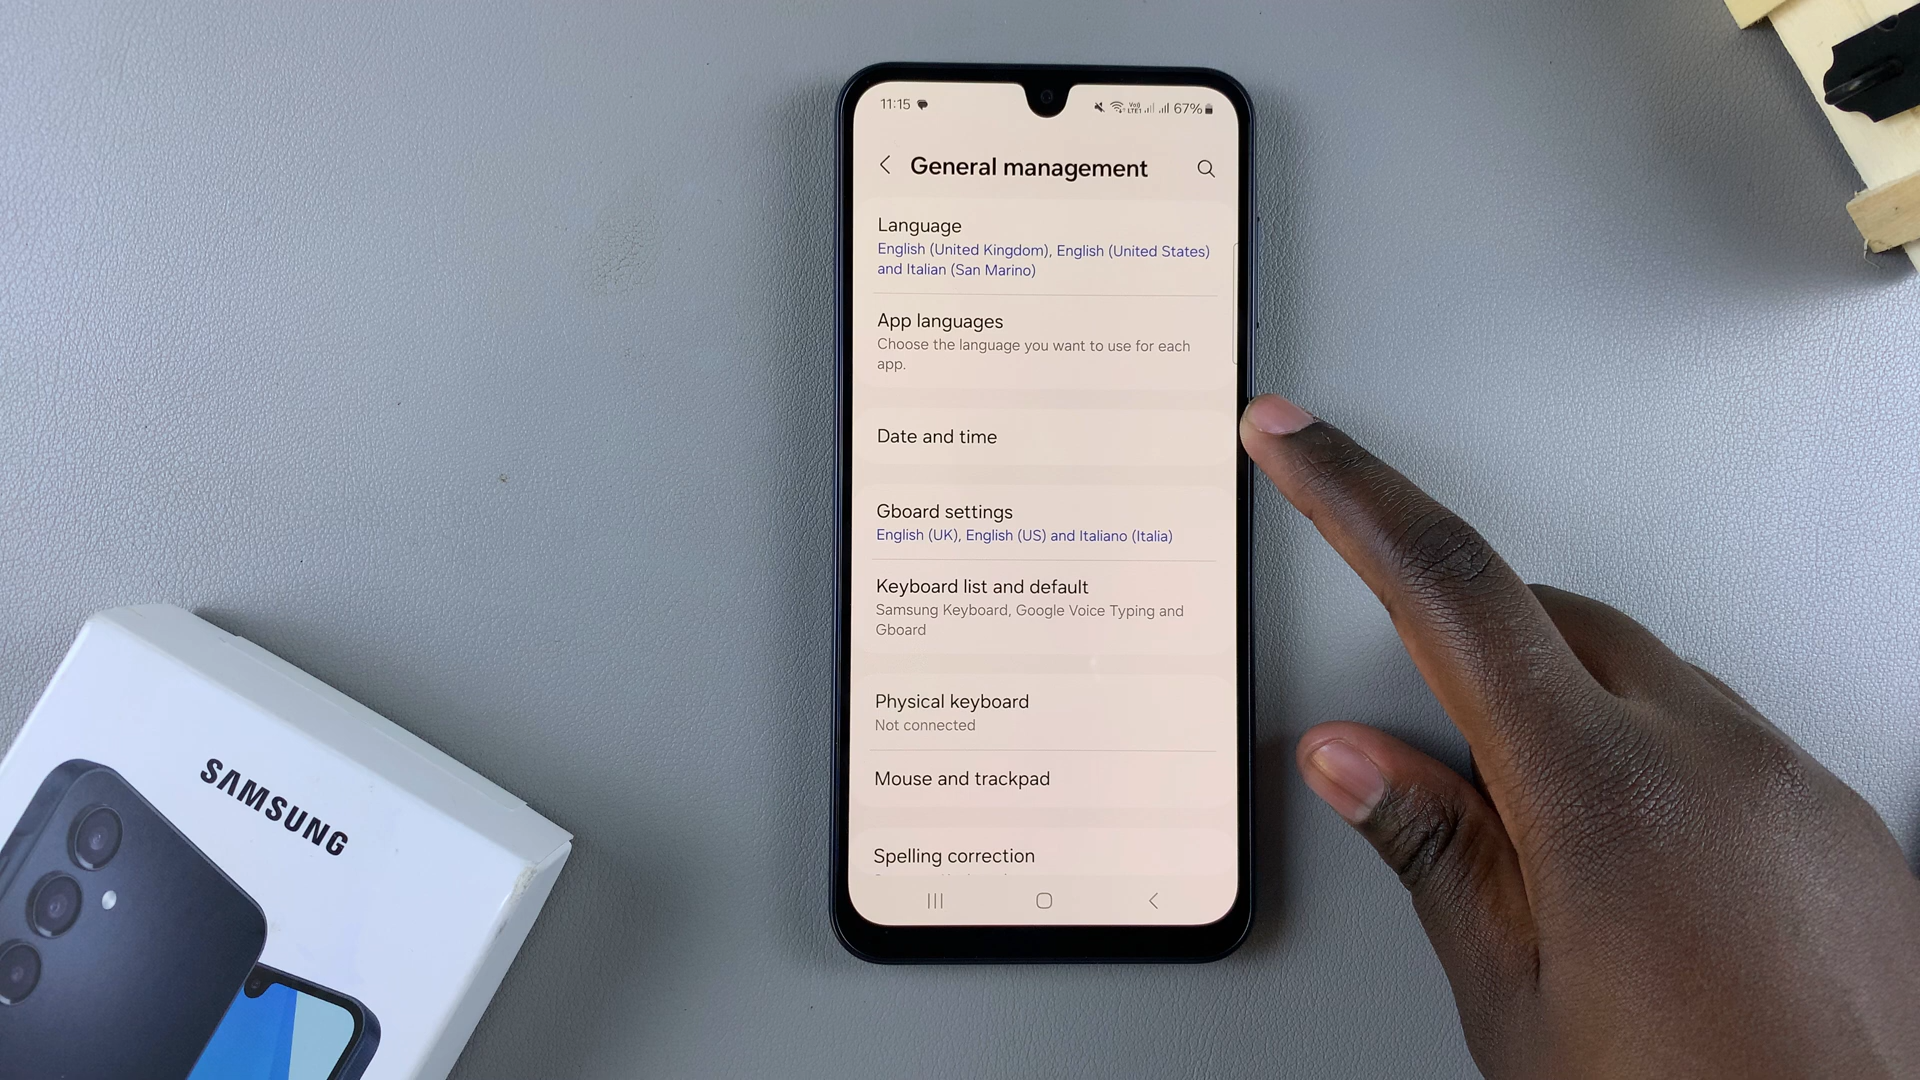 11:15
67%
General management
Language
English (United Kingdom), English (United States)
and Italian (San Marino)
App languages
Choose the language you want to use for each
app.
Date and time
Gboard settings
English (UK), English (US) and Italiano (Italia)
Keyboard list and default
Samsung Keyboard, Google Voice Typing and
Gboard
Physical keyboard
Not connected
Mouse and trackpad
Spelling correction
SAMSUNG